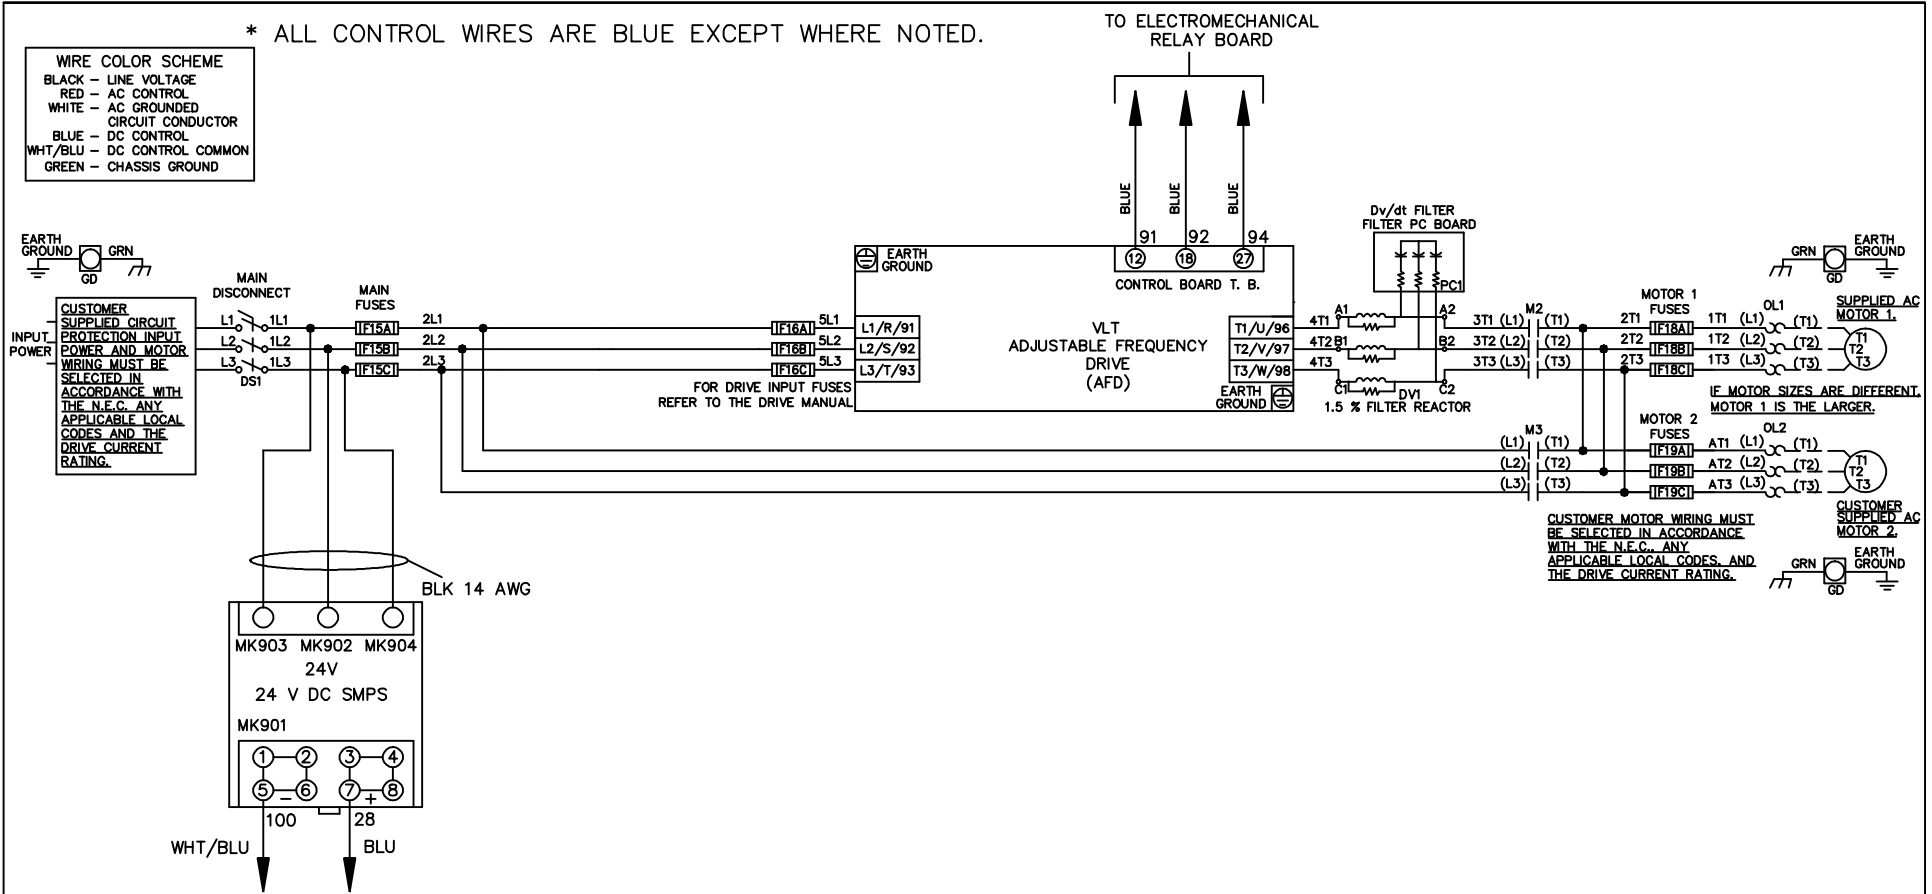 * ALL CONTROL WIRES ARE BLUE EXCEPT WHERE NOTED.
TO ELECTROMECHANICAL
RELAY BOARD
WIRE COLOR SCHEME
BLACK – LINE VOLTAGE
RED – AC CONTROL
WHITE – AC GROUNDED
CIRCUIT CONDUCTOR
BLUE – DC CONTROL
WHT/BLU – DC CONTROL COMMON
GREEN – CHASSIS GROUND
BLUE
BLUE
BLUE
91
92
94
12
18
27
CONTROL BOARD T. B.
EARTH
GROUND
GRN
GD
INPUT
POWER
CUSTOMER
SUPPLIED CIRCUIT
PROTECTION INPUT
POWER AND MOTOR
WIRING MUST BE
SELECTED IN
ACCORDANCE WITH
THE N.E.C. ANY
APPLICABLE LOCAL
CODES AND THE
DRIVE CURRENT
RATING.
MAIN
DISCONNECT
L1 1L1
L2 1L2
L3 1L3
DS1
MAIN
FUSES
F15A
F15B
F15C
2L1
2L2
2L3
F16A
F16B
F16C
5L1
5L2
5L3
FOR DRIVE INPUT FUSES
REFER TO THE DRIVE MANUAL
EARTH
GROUND
L1/R/91
L2/S/92
L3/T/93
VLT
ADJUSTABLE FREQUENCY
DRIVE
(AFD)
T1/U/96
T2/V/97
T3/W/98
EARTH
GROUND
4T1
4T2
4T3
Dv/dt FILTER
FILTER PC BOARD
PC1
A1 A2
B1 B2
C1 C2
DV1
1.5 % FILTER REACTOR
M2
3T1 (L1) (T1)
3T2 (L2) (T2)
3T3 (L3) (T3)
MOTOR 1
FUSES
2T1 F18A 1T1 (L1)
2T2 F18B 1T2 (L2)
2T3 F18C 1T3 (L3)
OL1
(T1)
(T2)
(T3)
T1
T2
T3
GRN
GD
EARTH
GROUND
SUPPLIED AC
MOTOR 1.
IF MOTOR SIZES ARE DIFFERENT,
MOTOR 1 IS THE LARGER.
M3
(L1) (T1)
(L2) (T2)
(L3) (T3)
MOTOR 2
FUSES
F19A AT1 (L1)
F19B AT2 (L2)
F19C AT3 (L3)
OL2
(T1)
(T2)
(T3)
T1
T2
T3
CUSTOMER
SUPPLIED AC
MOTOR 2.
CUSTOMER MOTOR WIRING MUST
BE SELECTED IN ACCORDANCE
WITH THE N.E.C., ANY
APPLICABLE LOCAL CODES, AND
THE DRIVE CURRENT RATING.
GRN
GD
EARTH
GROUND
BLK 14 AWG
MK903 MK902 MK904
24V
24 V DC SMPS
MK901
1 2 3 4
5 6 7 8
– +
100
28
WHT/BLU
BLU